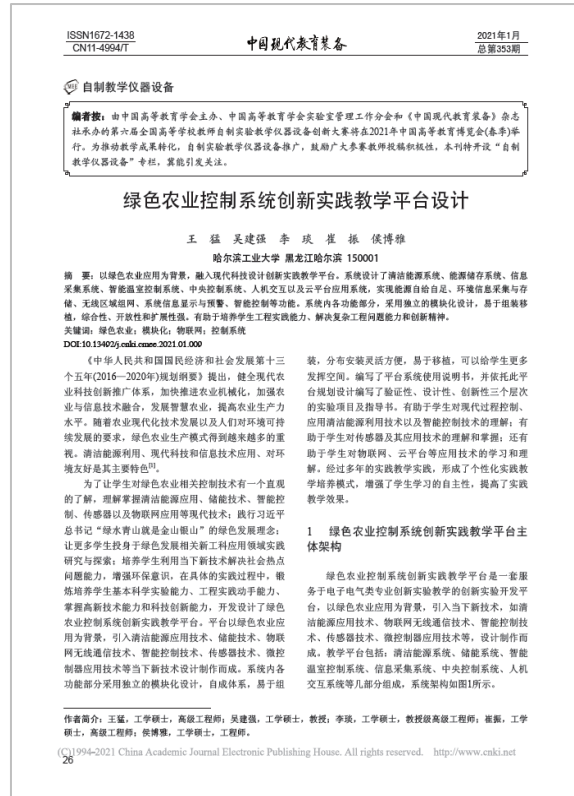 ISSN1672-1438
CN11-4994/T
中国现代教育装备
2021年1月
总第353期
自制教学仪器设备
编者按：由中国高等教育学会主办、中国高等教育学会实验室管理工作分会和《中国现代教育装备》杂志
社承办的第六届全国高等学校教师自制实验教学仪器设备创新大赛将在2021年中国高等教育博览会(春季)举
行。为推动教学成果转化，自制实验教学仪器设备推广，鼓励广大参赛教师投稿积极性，本刊特开设“自制
教学仪器设备”专栏，冀能引发关注。
绿色农业控制系统创新实践教学平台设计
王 猛 吴建强 李 琰 崔 振 侯博雅
哈尔滨工业大学 黑龙江哈尔滨 150001
摘 要：以绿色农业应用为背景，融入现代科技设计创新实践教学平台。系统设计了清洁能源系统、能源储存系统、信息
采集系统、智能温室控制系统、中央控制系统、人机交互以及云平台应用系统，实现能源自给自足、环境信息采集与存
储、无线区域组网、系统信息显示与预警、智能控制等功能。系统内各功能部分，采用独立的模块化设计，易于组装移
植，综合性、开放性和扩展性强。有助于培养学生工程实践能力、解决复杂工程问题能力和创新精神。
关键词：绿色农业；模块化；物联网；控制系统
DOI:10.13492/j.cnki.cmee.2021.01.009
《中华人民共和国国民经济和社会发展第十三
个五年(2016—2020年)规划纲要》提出，健全现代农
业科技创新推广体系，加快推进农业机械化，加强农
业与信息技术融合，发展智慧农业，提高农业生产力
水平。随着农业现代化技术发展以及人们对环境可持
续发展的要求，绿色农业生产模式得到越来越多的重
视。清洁能源利用、现代科技和信息技术应用、对环
境友好是其主要特色[1]。
为了让学生对绿色农业相关控制技术有一个直观
的了解，理解掌握清洁能源应用、储能技术、智能控
制、传感器以及物联网应用等现代技术；践行习近平
总书记“绿水青山就是金山银山”的绿色发展理念；
让更多学生投身于绿色发展相关新工科应用领域实践
研究与探索；培养学生利用当下新技术解决社会热点
问题能力，增强环保意识，在具体的实践过程中，锻
炼培养学生基本科学实验能力、工程实践动手能力、
掌握高新技术能力和科技创新能力，开发设计了绿色
农业控制系统创新实践教学平台。平台以绿色农业应
用为背景，引入清洁能源应用技术、储能技术、物联
网无线通信技术、智能控制技术、传感器技术、微控
制器应用技术等当下新技术设计制作而成。系统内各
功能部分采用独立的模块化设计，自成体系，易于组
装，分布安装灵活方便，易于移植，可以给学生更多
发挥空间。编写了平台系统使用说明书，并依托此平
台规划设计编写了验证性、设计性、创新性三个层次
的实验项目及指导书。有助于学生对现代过程控制、
应用清洁能源利用技术以及智能控制技术的理解；有
助于学生对传感器及其应用技术的理解和掌握；还有
助于学生对物联网、云平台等应用技术的学习和理
解。经过多年的实践教学实践，形成了个性化实践教
学培养模式，增强了学生学习的自主性，提高了实践
教学效果。
1 绿色农业控制系统创新实践教学平台主
体架构
绿色农业控制系统创新实践教学平台是一套服
务于电子电气类专业创新实验教学的创新实验开发平
台，以绿色农业应用为背景，引入当下新技术，如清
洁能源应用技术、物联网无线通信技术、智能控制技
术、传感器技术、微控制器应用技术等，设计制作而
成。教学平台包括：清洁能源系统、储能系统、智能
温室控制系统、信息采集系统、中央控制系统、人机
交互系统等几部分组成，系统架构如图1所示。
作者简介：王猛，工学硕士，高级工程师；吴建强，工学硕士，教授；李琰，工学硕士，教授级高级工程师；崔振，工学
硕士，高级工程师；侯博雅，工学硕士，工程师。
(C)1994-2021 China Academic Journal Electronic Publishing House. All rights reserved. http://www.cnki.net
26